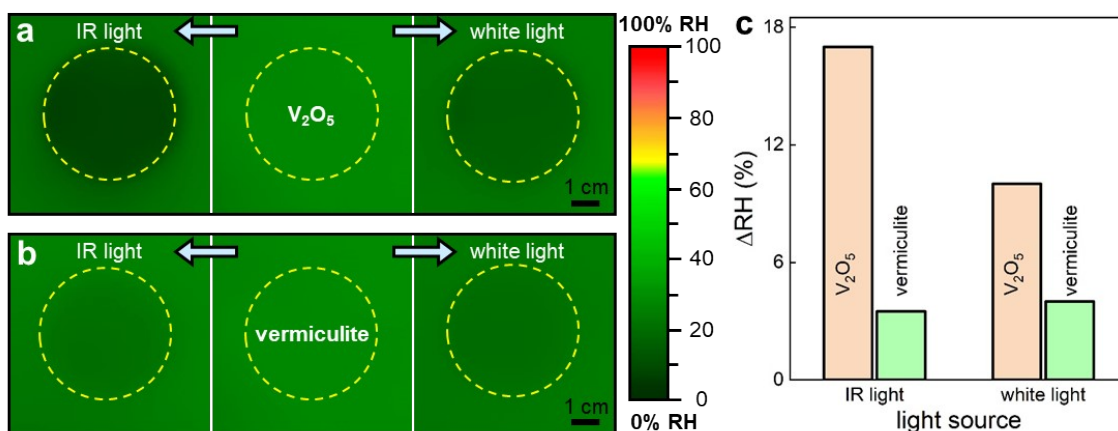 a
IR light
V₂O₅
white light
1 cm
b
IR light
vermiculite
white light
1 cm
100% RH
100
80
60
40
20
0
0% RH
c
18
12
6
0
ΔRH (%)
V₂O₅
vermiculite
V₂O₅
vermiculite
IR light
white light
light source